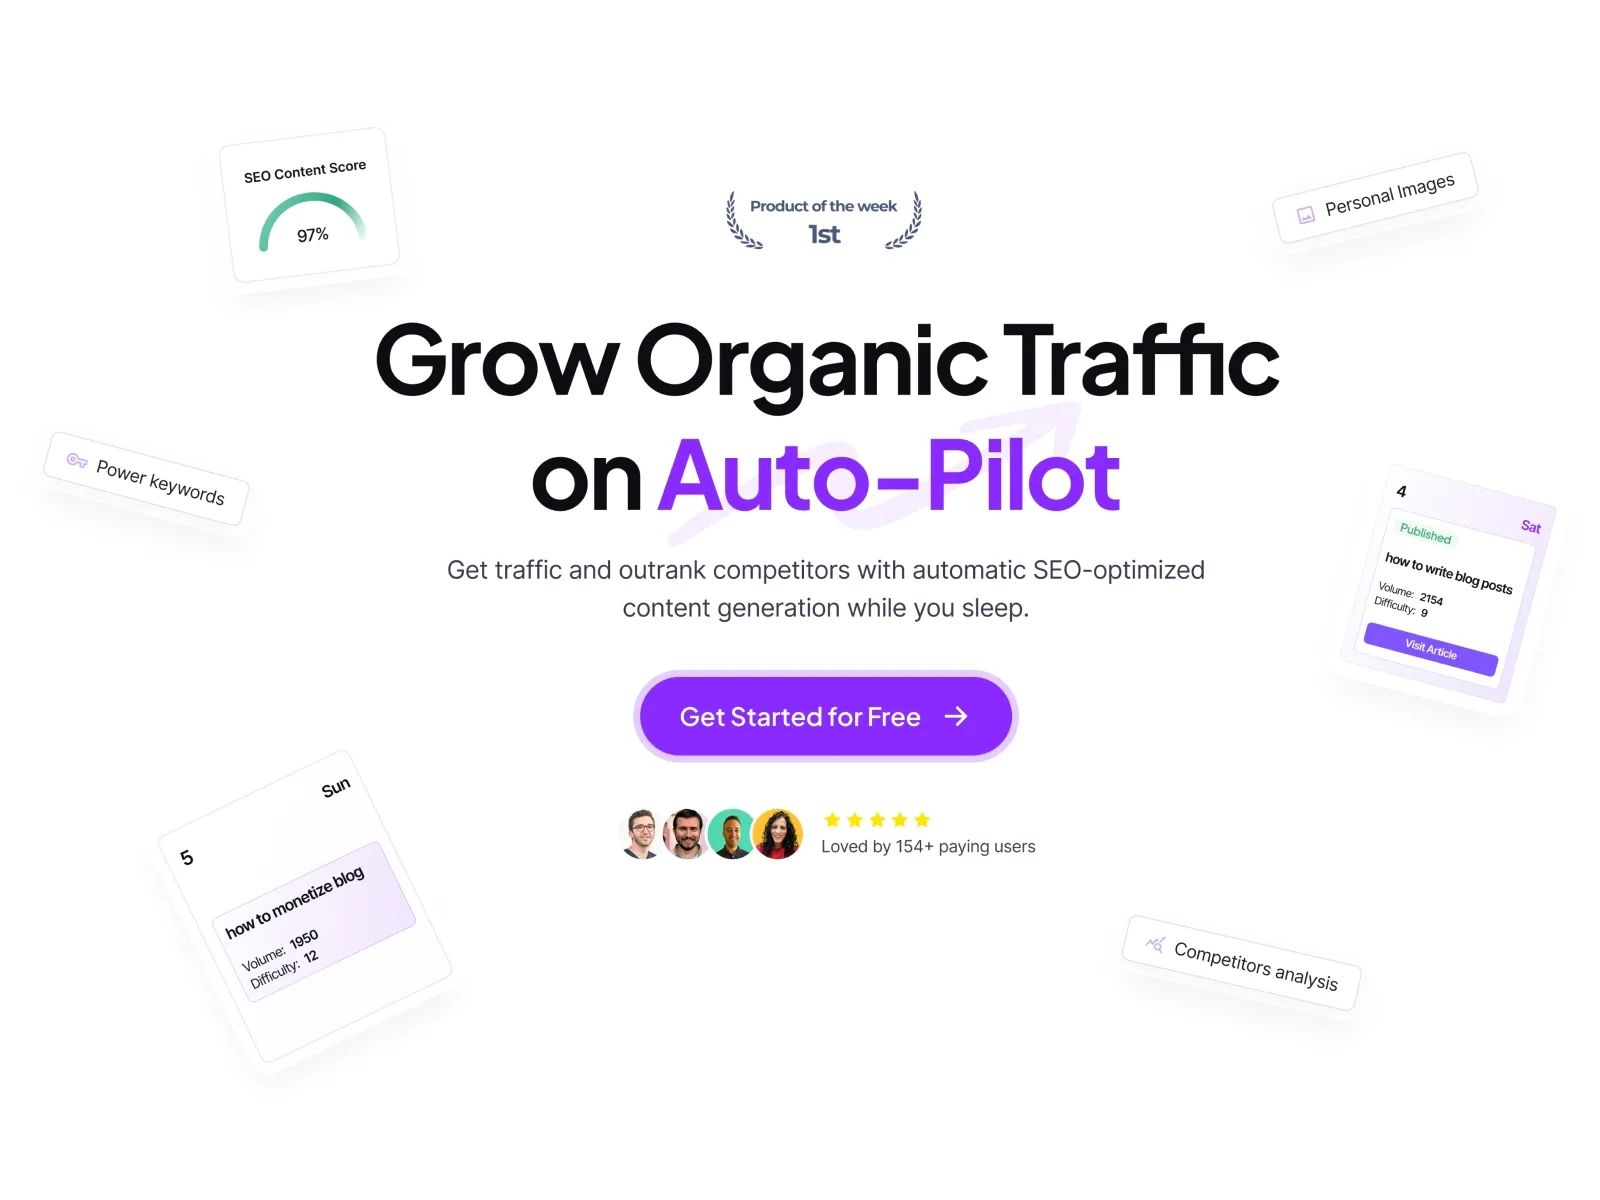 SEO Content Score
97%
Product of the week
1st
Personal Images
Grow Organic Traffic
on Auto-Pilot
Power keywords
Get traffic and outrank competitors with automatic SEO-optimized
content generation while you sleep.
4
Sat
Published
how to write blog posts
Volume: 2154
Difficulty: 9
Visit Article
Get Started for Free
Loved by 154+ paying users
Sun
5
how to monetize blog
Volume: 1950
Difficulty: 12
Competitors analysis